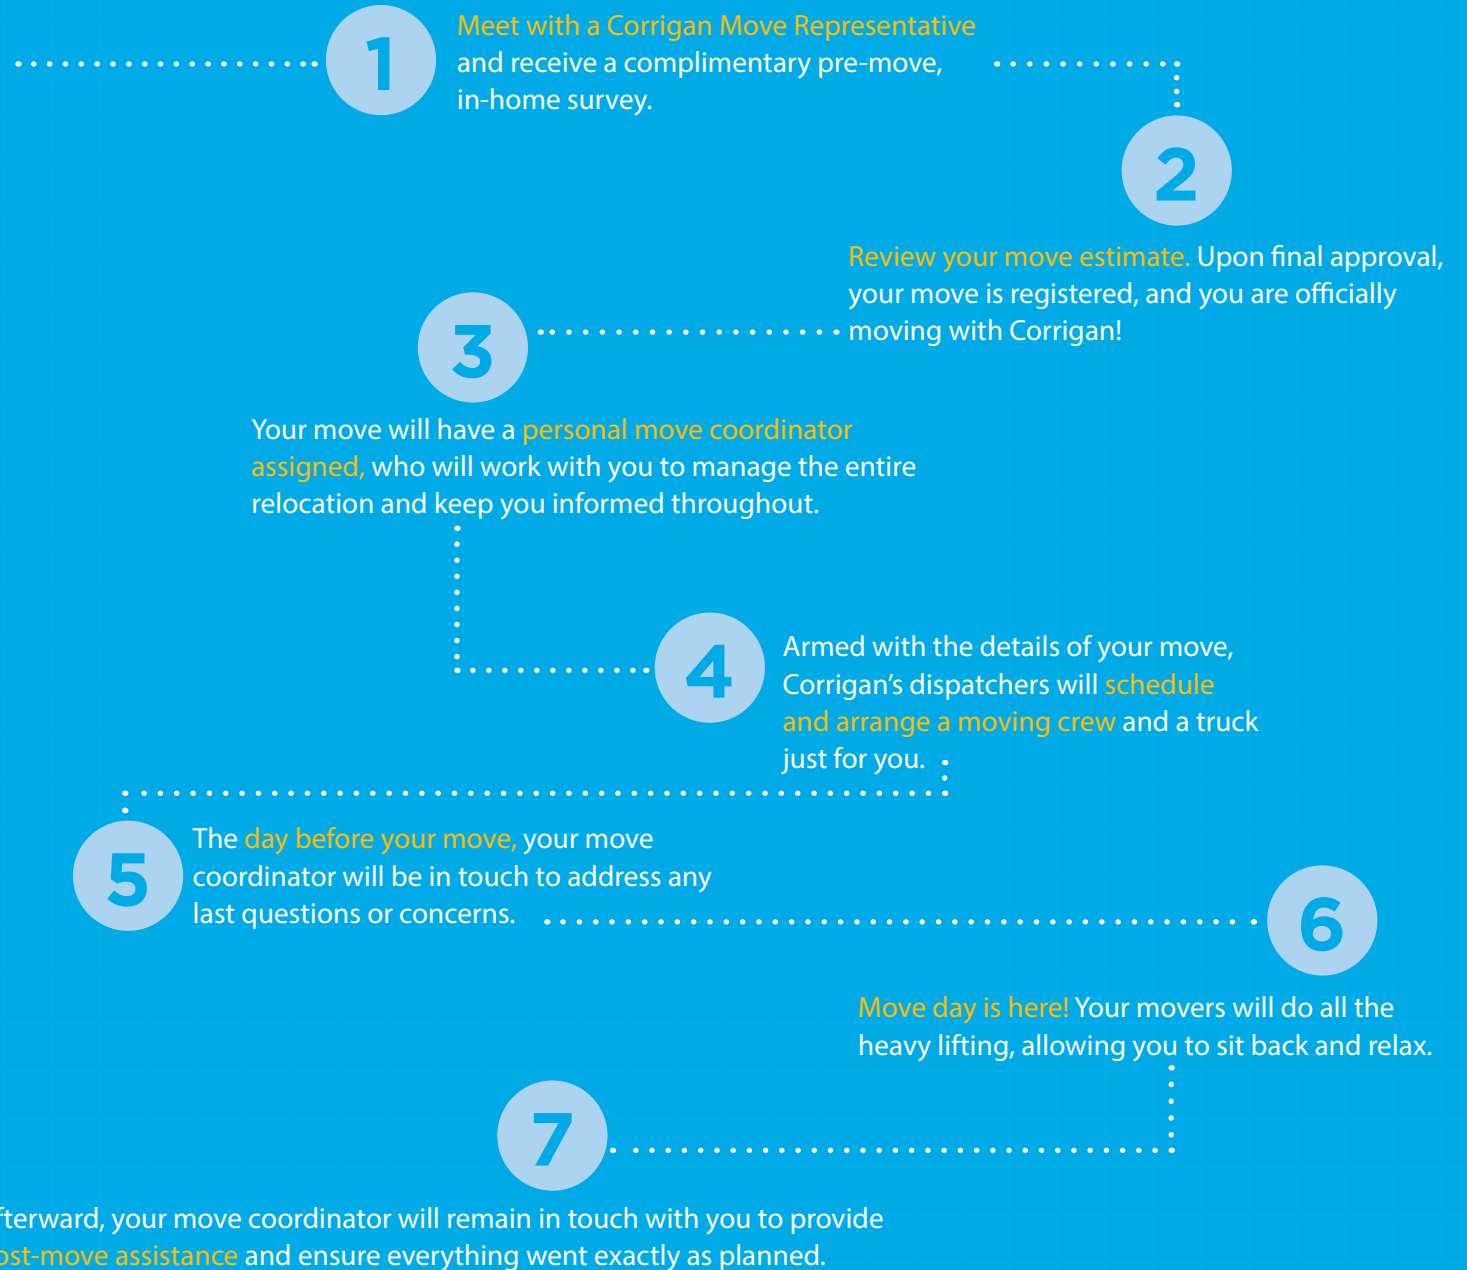 1
Meet with a Corrigan Move Representative
and receive a complimentary pre-move,
in-home survey.
2
Review your move estimate. Upon final approval,
your move is registered, and you are officially
moving with Corrigan!
3
Your move will have a personal move coordinator
assigned, who will work with you to manage the entire
relocation and keep you informed throughout.
4
Armed with the details of your move,
Corrigan’s dispatchers will schedule
and arrange a moving crew and a truck
just for you.
5
The day before your move, your move
coordinator will be in touch to address any
last questions or concerns.
6
Move day is here! Your movers will do all the
heavy lifting, allowing you to sit back and relax.
7
fterward, your move coordinator will remain in touch with you to provide
ost-move assistance and ensure everything went exactly as planned.